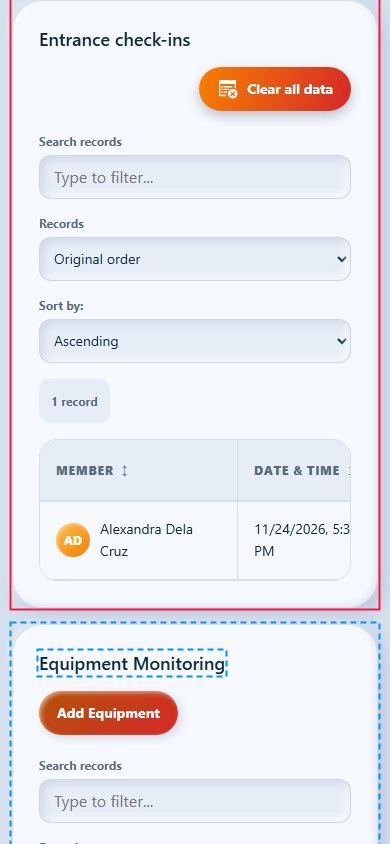 Entrance check-ins
Clear all data
Search records
Type to filter...
Records
Original order
Sort by:
Ascending
1 record
MEMBER ↕ DATE & TIME
AD Alexandra Dela Cruz 11/24/2026, 5:3
PM
Equipment Monitoring
Add Equipment
Search records
Type to filter...